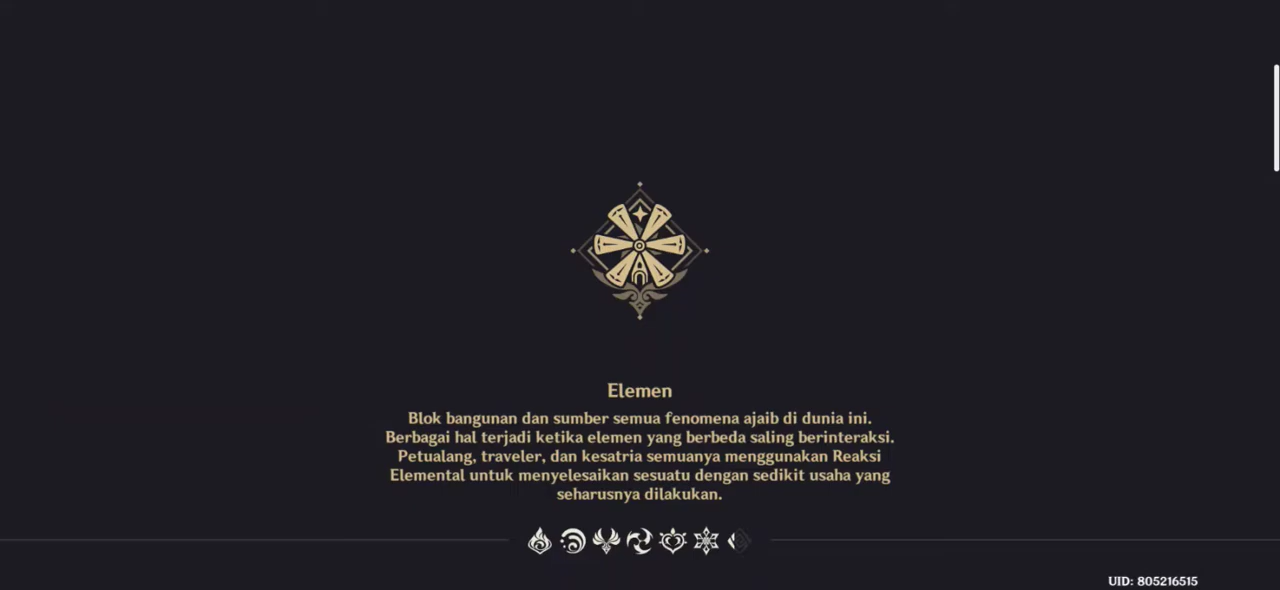 Elemen
Blok bangunan dan sumber semua fenomena ajaib di dunia ini.
Berbagai hal terjadi ketika elemen yang berbeda saling berinteraksi.
Petualang, traveler, dan kesatria semuanya menggunakan Reaksi
Elemental untuk menyelesaikan sesuatu dengan sedikit usaha yang
seharusnya dilakukan.
UID: 805216515